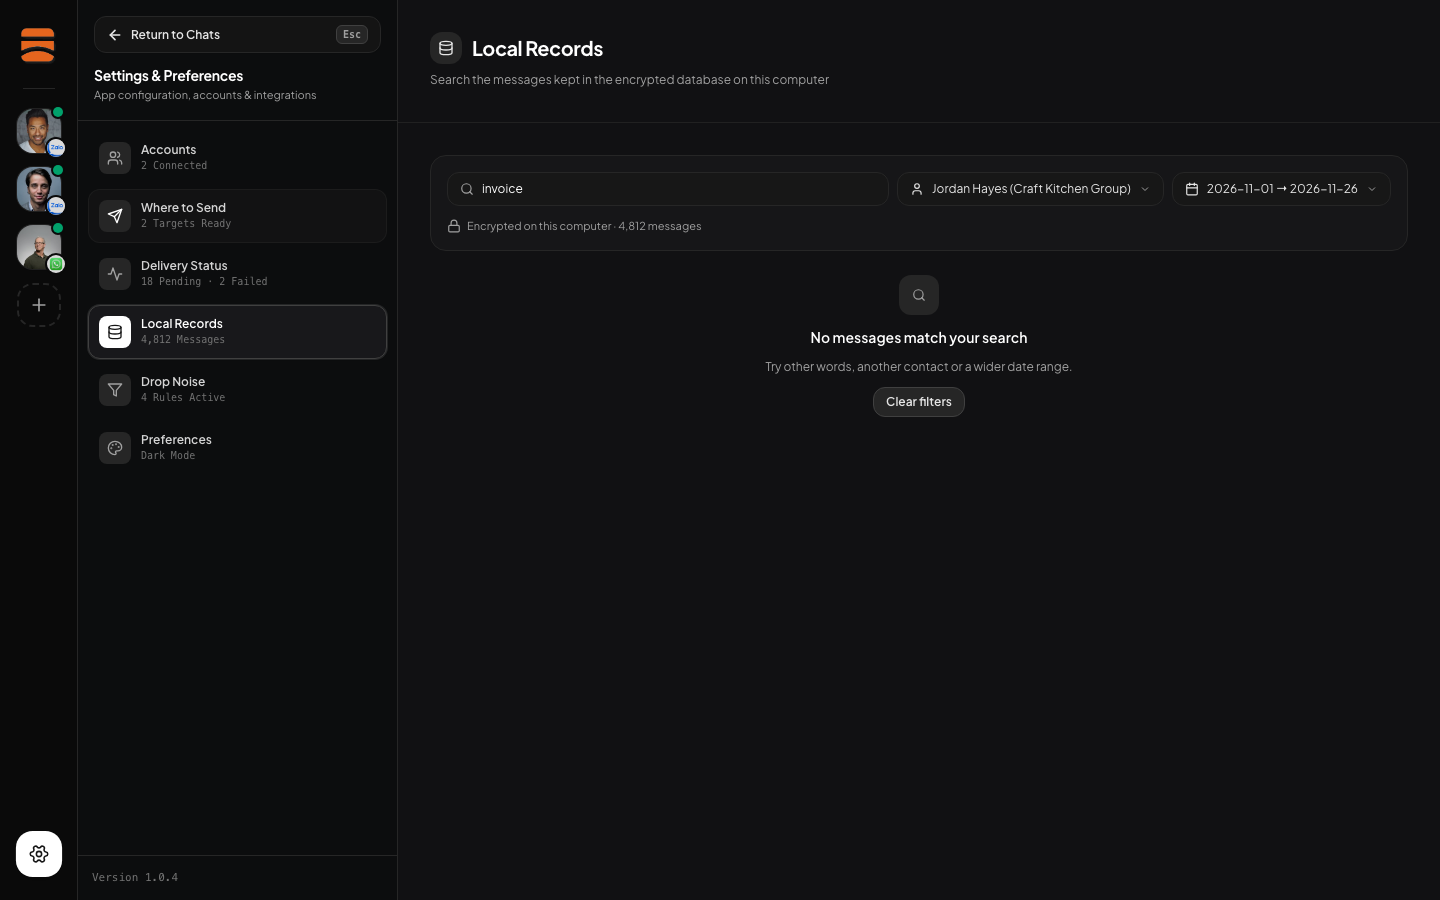 Return to Chats
Esc
Settings & Preferences
App configuration, accounts & integrations
Zalo
Zalo
Accounts
2 Connected
Where to Send
2 Targets Ready
Delivery Status
18 Pending · 2 Failed
Local Records
4,812 Messages
Drop Noise
4 Rules Active
Preferences
Dark Mode
Version 1.0.4
Local Records
Search the messages kept in the encrypted database on this computer
invoice
Jordan Hayes (Craft Kitchen Group)
2026-11-01 → 2026-11-26
Encrypted on this computer · 4,812 messages
No messages match your search
Try other words, another contact or a wider date range.
Clear filters